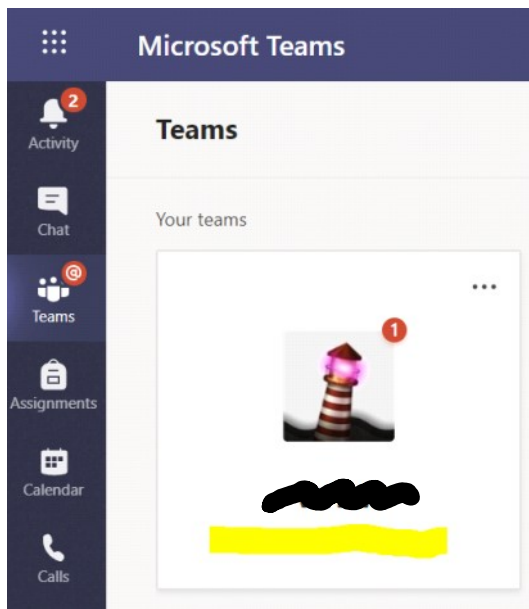 Microsoft Teams
2
Activity
Teams
Chat
Your teams
@
Teams
1
Assignments
Calendar
Calls